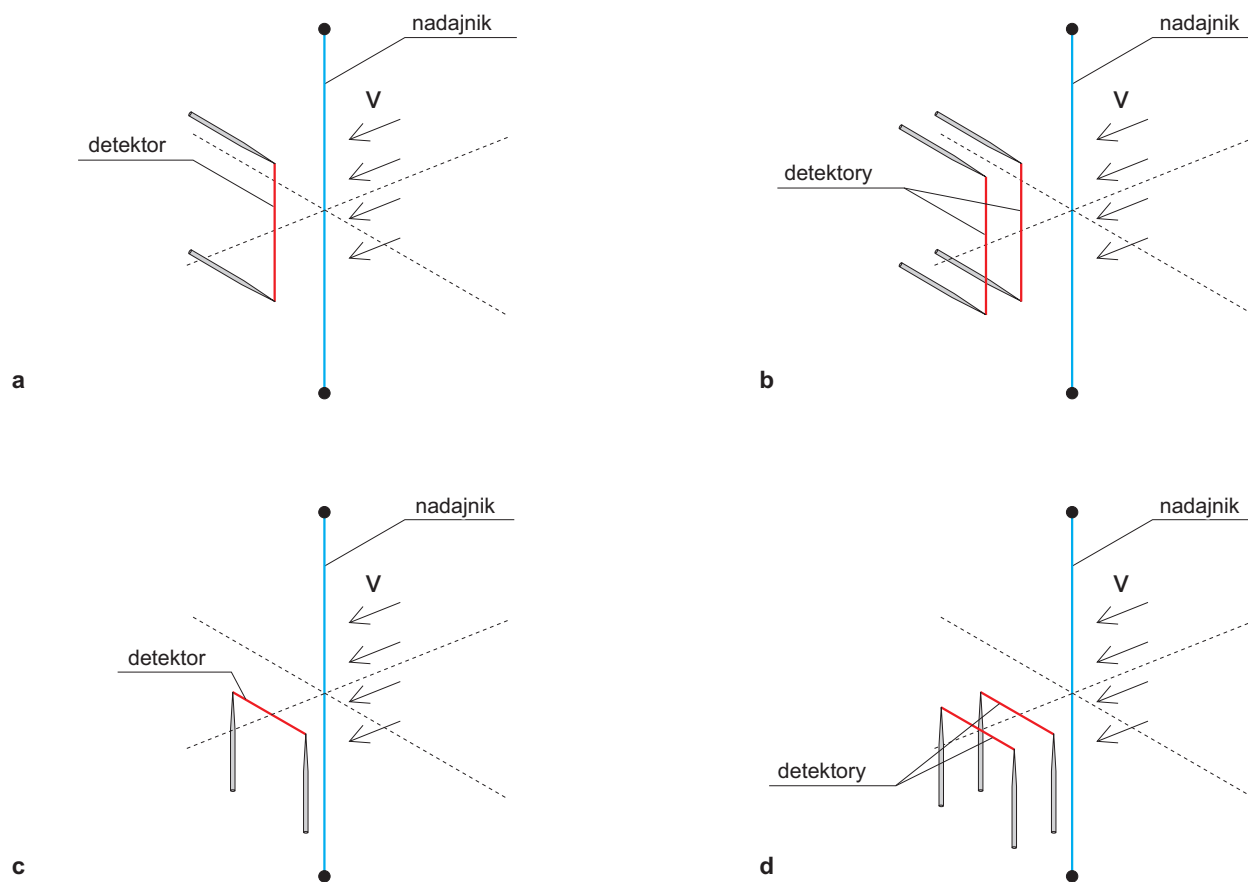 nadajnik
V
detektor
a
nadajnik
V
detektory
b
nadajnik
V
detektor
c
nadajnik
V
detektory
d